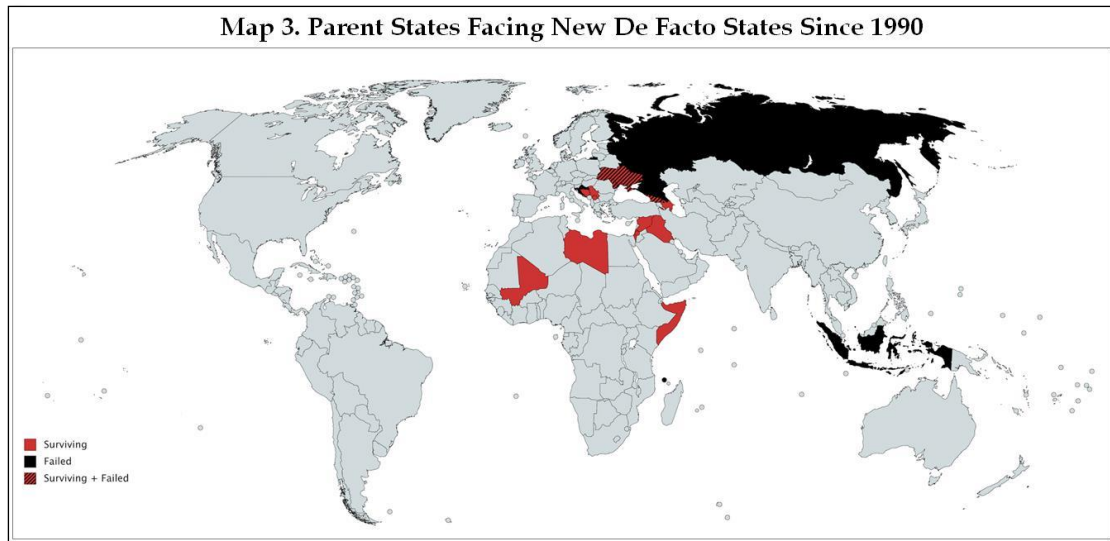 Map 3. Parent States Facing New De Facto States Since 1990
Surviving
Failed
Surviving + Failed